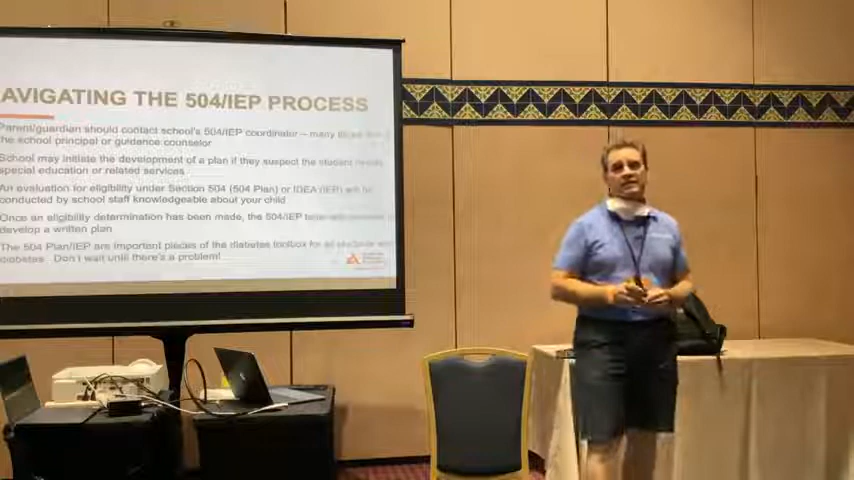 AVIGATING THE 504/IEP PROCESS
Parent/guardian should contact school's 504/IEP coordinator – many
the school principal or guidance counselor
School may initiate the development of a plan if they suspect the student needs
special education or related services
An evaluation for eligibility under Section 504 (504 Plan) or IDEA (IEP) will be
conducted by school staff knowledgeable about your child
Once an eligibility determination has been made, the 504/IEP team
develop a written plan
The 504 Plan/IEP are important pieces of the diabetes toolbox for
diabetes. Don't wait until there's a problem!